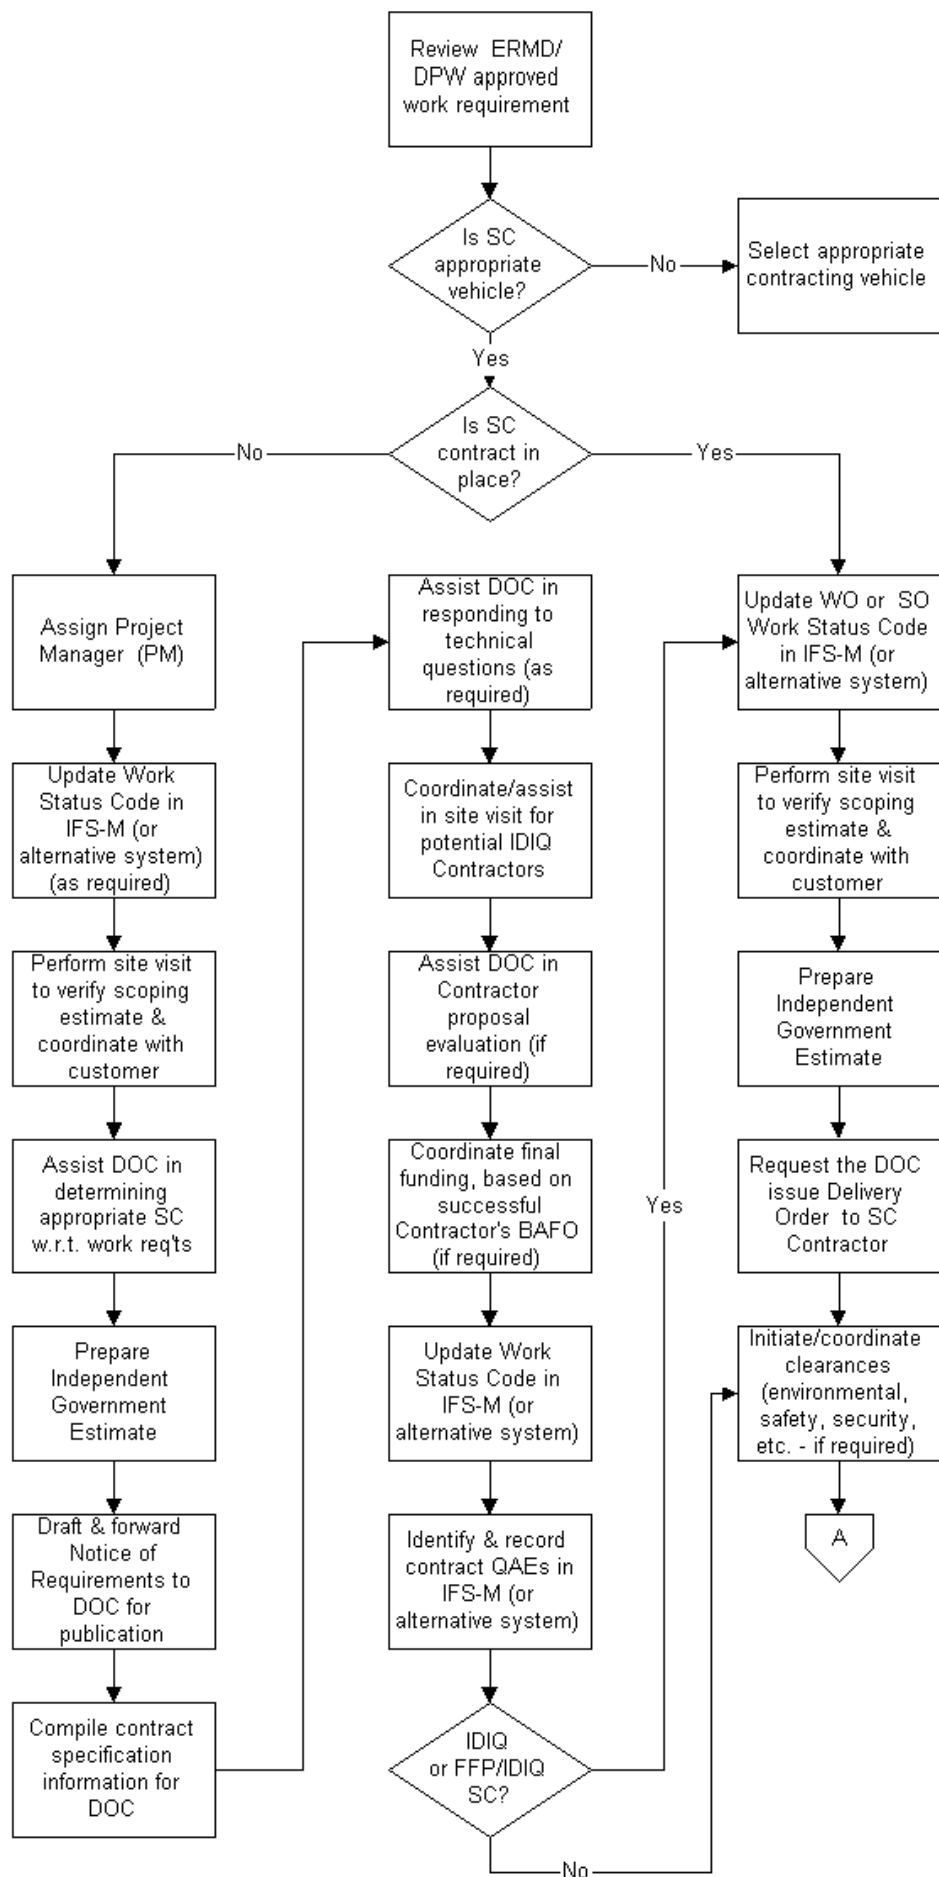 Review ERMD/
DPW approved
work requirement
Is SC
appropriate
vehicle?
No
Select appropriate
contracting vehicle
Yes
Is SC
contract in
place?
No
Yes
Assign Project
Manager (PM)
Update Work
Status Code in
IFS-M (or
alternative system)
(as required)
Perform site visit
to verify scoping
estimate &
coordinate with
customer
Assist DOC in
determining
appropriate SC
w.r.t. work req'ts
Prepare
Independent
Government
Estimate
Draft & forward
Notice of
Requirements to
DOC for
publication
Compile contract
specification
information for
DOC
Assist DOC in
responding to
technical
questions (as
required)
Coordinate/assist
in site visit for
potential IDIQ
Contractors
Assist DOC in
Contractor
proposal
evaluation (if
required)
Coordinate final
funding, based on
successful
Contractor's BAFO
(if required)
Update Work
Status Code in
IFS-M (or
alternative system)
Identify & record
contract QAEs in
IFS-M (or
alternative system)
IDIQ
or FFP/IDIQ
SC?
Yes
No
Update WO or SO
Work Status Code
in IFS-M (or
alternative system)
Perform site visit
to verify scoping
estimate &
coordinate with
customer
Prepare
Independent
Government
Estimate
Request the DOC
issue Delivery
Order to SC
Contractor
Initiate/coordinate
clearances
(environmental,
safety, security,
etc. - if required)
A